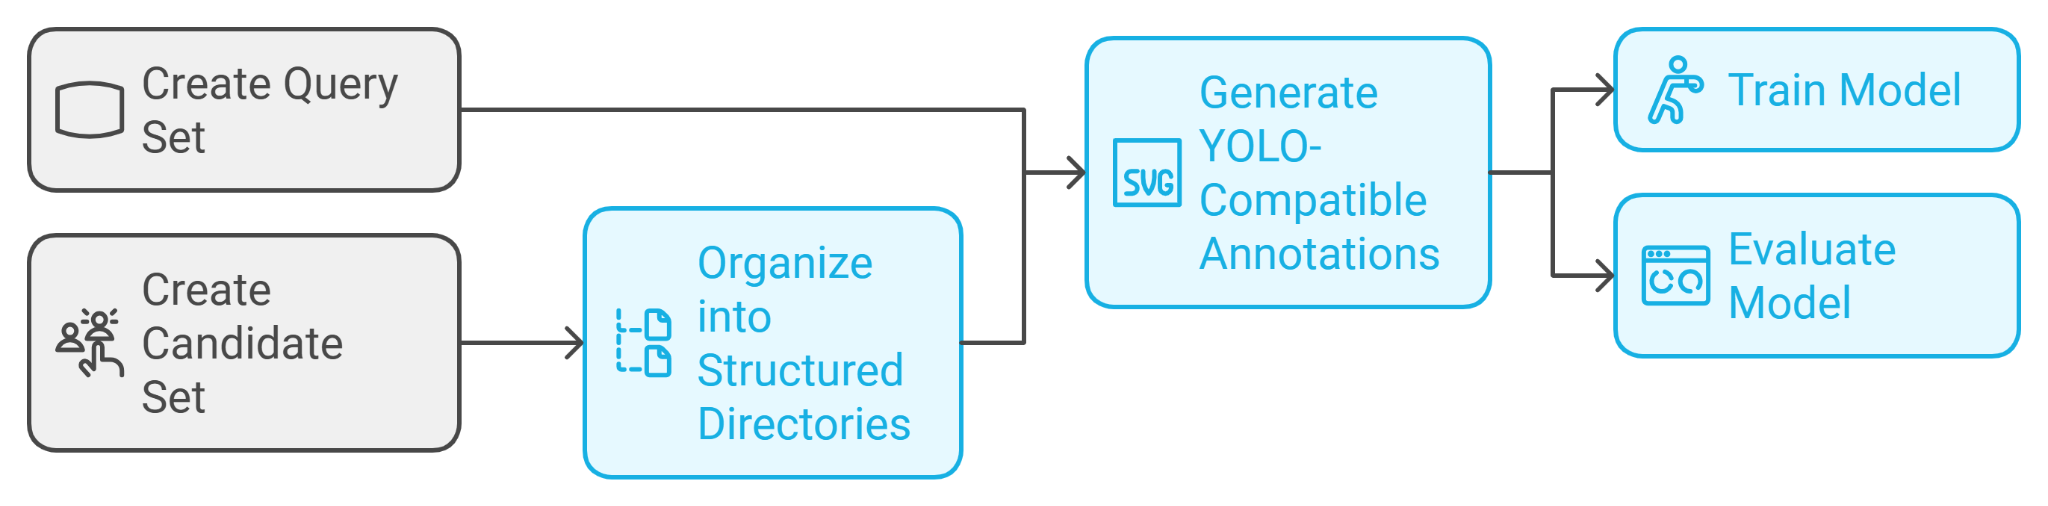 Create Query
Set
Create
Candidate
Set
Organize
into
Structured
Directories
SVG
Generate
YOLO-
Compatible
Annotations
Train Model
Evaluate
Model